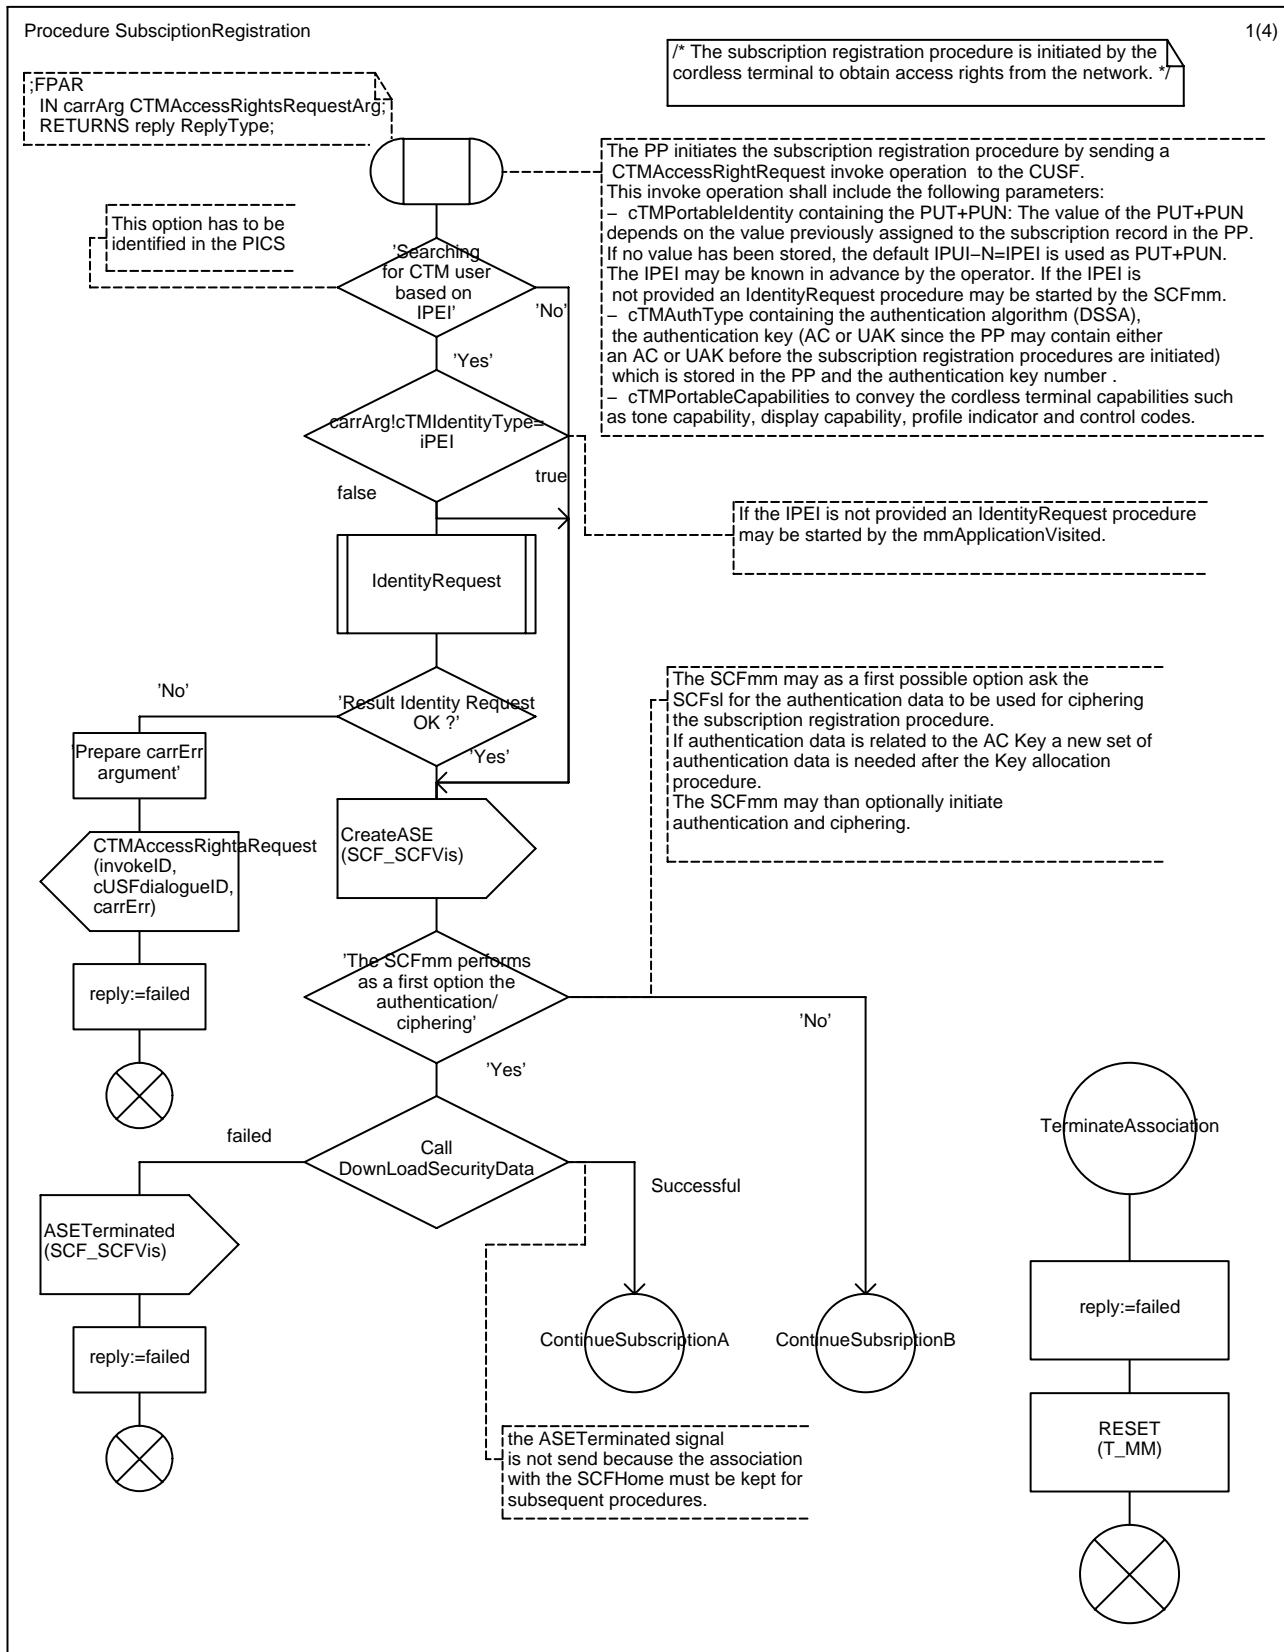 Procedure SubsciptionRegistration
1(4)
/* The subscription registration procedure is initiated by the
cordless terminal to obtain access rights from the network. */
;FPAR
IN carrArg CTMAccessRightsRequestArg;
RETURNS reply ReplyType;
The PP initiates the subscription registration procedure by sending a
CTMAccessRightRequest invoke operation to the CUSF.
This invoke operation shall include the following parameters:
– cTMPortableIdentity containing the PUT+PUN: The value of the PUT+PUN
depends on the value previously assigned to the subscription record in the PP.
If no value has been stored, the default IPUI–N=IPEI is used as PUT+PUN.
The IPEI may be known in advance by the operator. If the IPEI is
not provided an IdentityRequest procedure may be started by the SCFmm.
– cTMAuthType containing the authentication algorithm (DSSA),
the authentication key (AC or UAK since the PP may contain either
an AC or UAK before the subscription registration procedures are initiated)
which is stored in the PP and the authentication key number .
– cTMPortableCapabilities to convey the cordless terminal capabilities such
as tone capability, display capability, profile indicator and control codes.
This option has to be
identified in the PICS
'Searching
for CTM user
based on
IPEI'
'No'
'Yes'
carrArg!cTMIdentityType=
iPEI
true
false
If the IPEI is not provided an IdentityRequest procedure
may be started by the mmApplicationVisited.
IdentityRequest
'Result Identity Request
OK ?'
'No'
'Yes'
'Prepare carrErr
argument'
CTMAccessRightaRequest
(invokeID,
cUSFdialogueID,
carrErr)
reply:=failed
The SCFmm may as a first possible option ask the
SCFsl for the authentication data to be used for ciphering
the subscription registration procedure.
If authentication data is related to the AC Key a new set of
authentication data is needed after the Key allocation
procedure.
The SCFmm may than optionally initiate
authentication and ciphering.
CreateASE
(SCF_SCFVis)
'The SCFmm performs
as a first option the
authentication/
ciphering'
'No'
'Yes'
Call
DownLoadSecurityData
failed
Successful
ASETerminated
(SCF_SCFVis)
reply:=failed
ContinueSubscriptionA
ContinueSubsriptionB
the ASETerminated signal
is not send because the association
with the SCFHome must be kept for
subsequent procedures.
TerminateAssociation
reply:=failed
RESET
(T_MM)